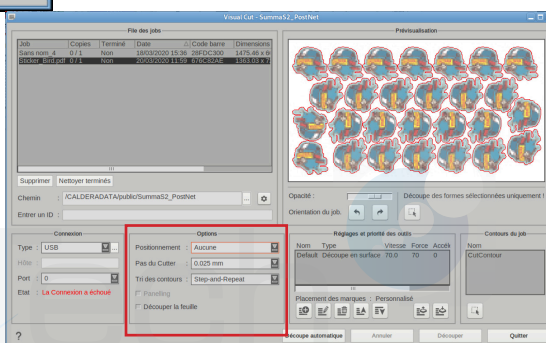 Visual Cut - SummaS2_PostNet
File des jobs
Job Copies Terminé Date Code barre Dimensions
Sans nom_4 0 / 1 Non 18/03/2020 15:36 28FDC300 1475.46 x 6
Sticker_Bird.pdf 0 / 1 Non 20/03/2020 11:59 676C82AE 1363.03 x 7
Supprimer Nettoyer terminés
Chemin : /CALDERADATA/public/SummaS2_PostNet ...
Entrer un ID :
Prévisualisation
Opacité : Découpe des formes sélectionnées uniquement !
Orientation du job:
Connexion
Type : USB ...
Hôte :
Port : 0
Etat : La Connexion a échoué
Options
Positionnement : Aucune
Pas du Cutter : 0.025 mm
Tri des contours : Step-and-Repeat
Panelling
Découper la feuille
Réglages et priorité des outils
Nom Type Vitesse Force Accél
Default Découpe en surface 70.0 70 0
Placement des marques : Personnalisé
Contours du job
Nom
CutContour
?
Découpe automatique Annuler Découper Quitter